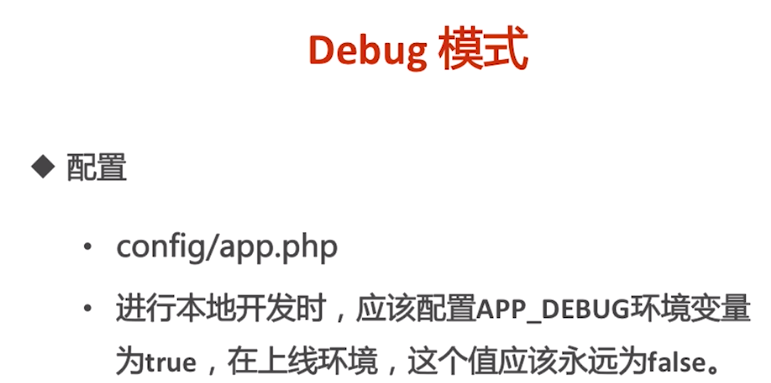 Debug 模式
◆ 配置
• config/app.php
• 进行本地开发时，应该配置APP_DEBUG环境变量
为true，在上线环境，这个值应该永远为false。